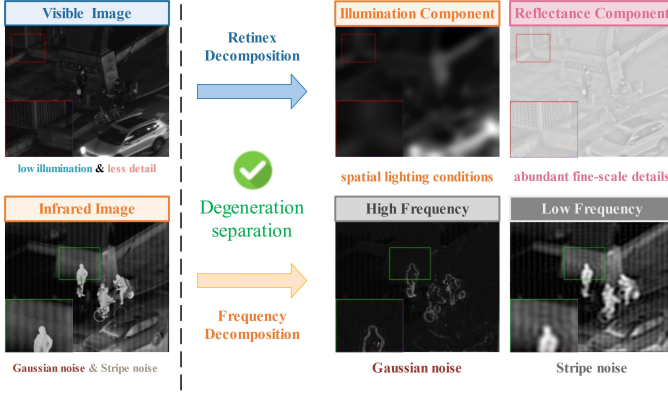 Visible Image
low illumination & less detail
Infrared Image
Gaussian noise & Stripe noise
Retinex
Decomposition
Degeneration
separation
Frequency
Decomposition
Illumination Component
Reflectance Component
spatial lighting conditions
abundant fine-scale details
High Frequency
Low Frequency
Gaussian noise
Stripe noise